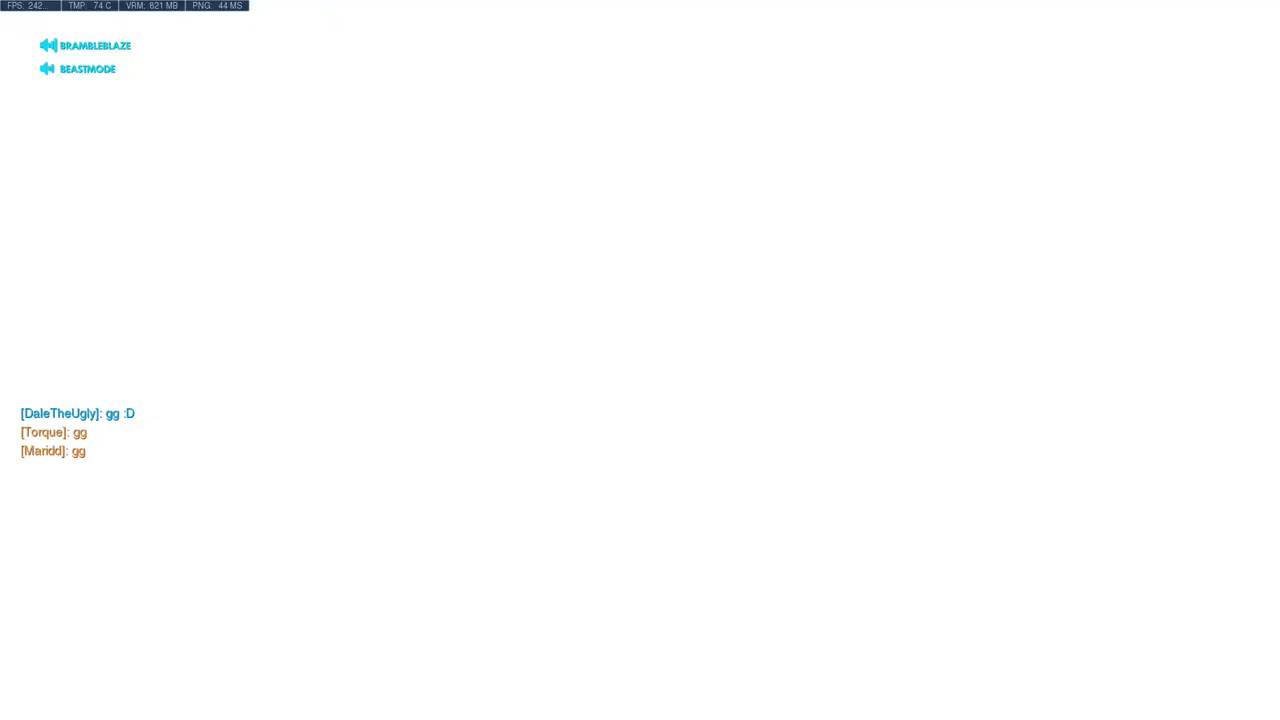 FPS: 242... TMP: 74 C VRM: 821 MB PNG: 44 MS
BRAMBLEBLAZE
BEASTMODE
[DaleTheUgly]: gg :D
[Torque]: gg
[Maridd]: gg